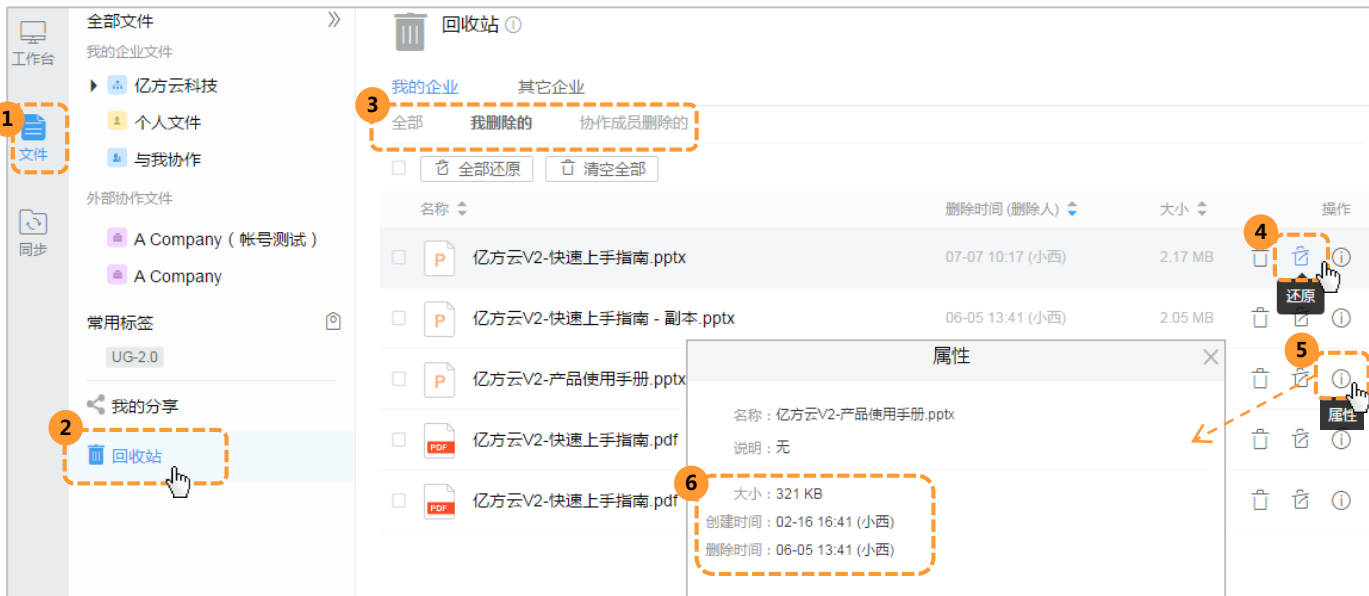 工作台
1
文件
同步
全部文件
我的企业文件
亿方云科技
个人文件
与我协作
外部协作文件
A Company ( 帐号测试 )
A Company
常用标签
UG-2.0
我的分享
2
回收站
回收站
我的企业 其它企业
3
全部 我删除的 协作成员删除的
全部还原 清空全部
名称 删除时间 (删除人) 大小 操作
4
P 亿方云V2-快速上手指南.pptx 07-07 10:17 (小西) 2.17 MB
还原
P 亿方云V2-快速上手指南 - 副本.pptx 06-05 13:41 (小西) 2.05 MB
5
P 亿方云V2-产品使用手册.pptx
属性
PDF 亿方云V2-快速上手指南.pdf
PDF 亿方云V2-快速上手指南.pdf
属性
名称：亿方云V2-产品使用手册.pptx
说明：无
6
大小：321 KB
创建时间：02-16 16:41 (小西)
删除时间：06-05 13:41 (小西)